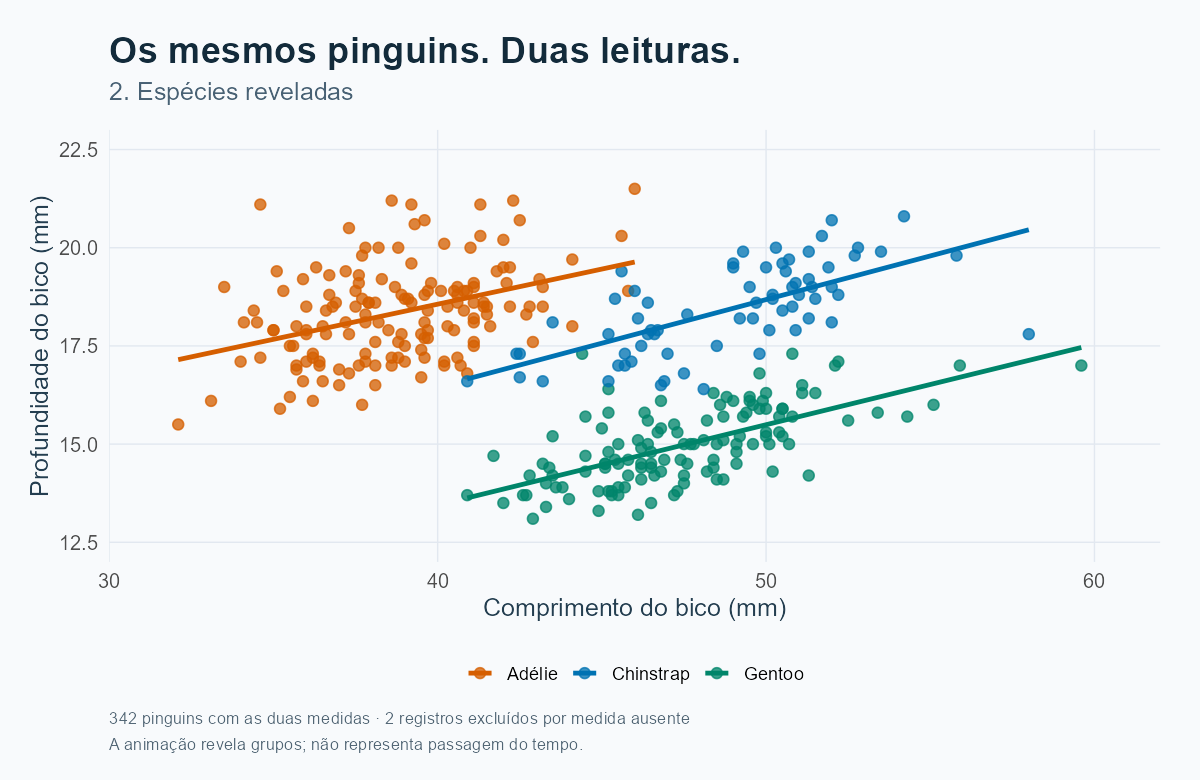 Os mesmos pinguins. Duas leituras.
2. Espécies reveladas
22.5
20.0
17.5
15.0
12.5
Profundidade do bico (mm)
30 40 50 60
Comprimento do bico (mm)
Adélie Chinstrap Gentoo
342 pinguins com as duas medidas · 2 registros excluídos por medida ausente
A animação revela grupos; não representa passagem do tempo.